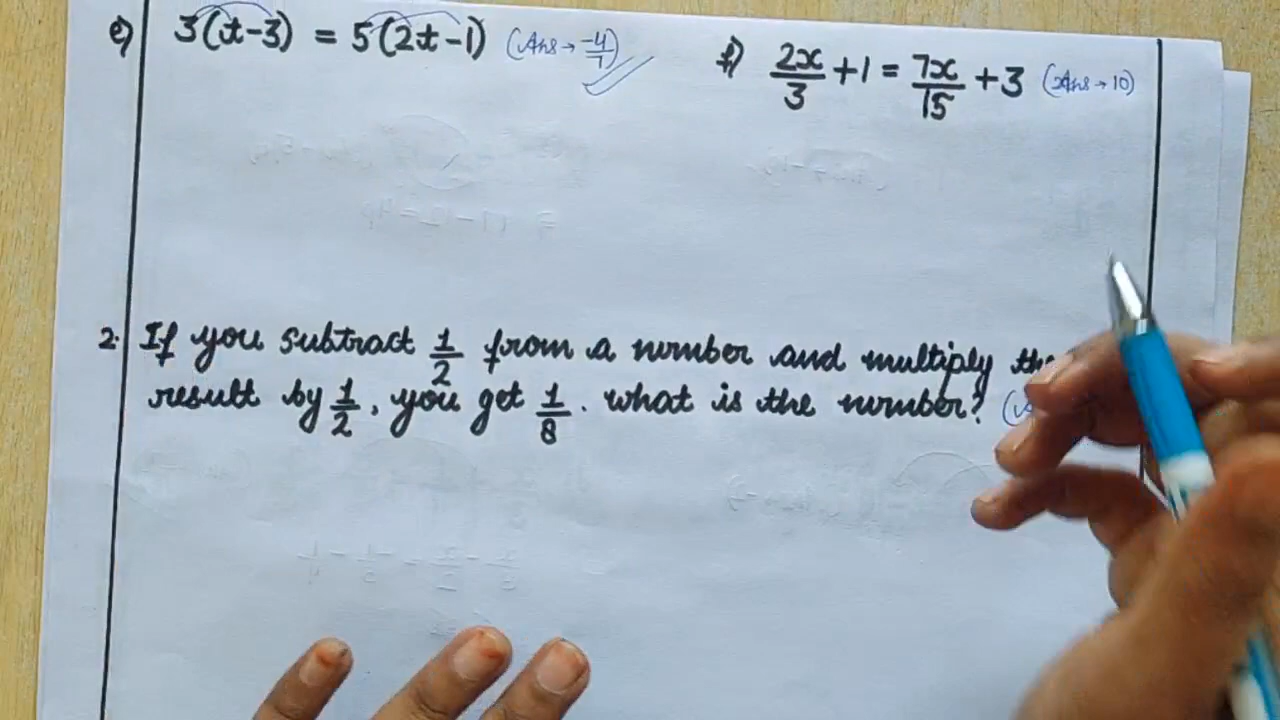 e) 3(t-3) = 5(2t-1) (Ans → -4/7)
f) 2x/3 + 1 = 7x/15 + 3 (Ans → 10)
2. If you subtract 1/2 from a number and multiply the
result by 1/2, you get 1/8. what is the number?